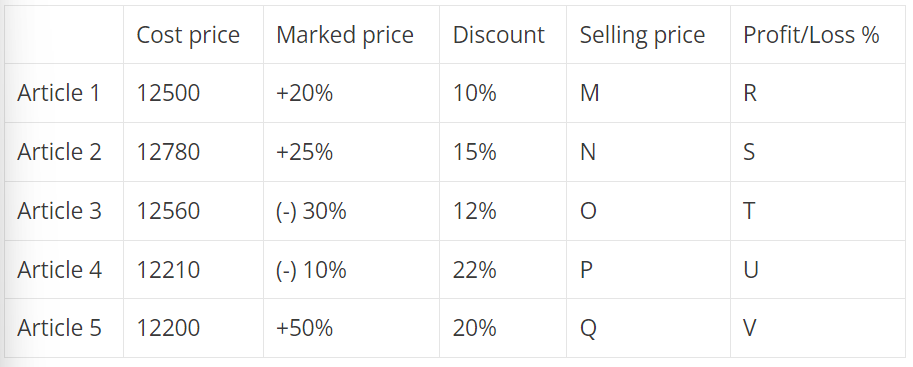 Cost price Marked price Discount Selling price Profit/Loss %
Article 1 12500 +20% 10% M R
Article 2 12780 +25% 15% N S
Article 3 12560 (-) 30% 12% O T
Article 4 12210 (-) 10% 22% P U
Article 5 12200 +50% 20% Q V